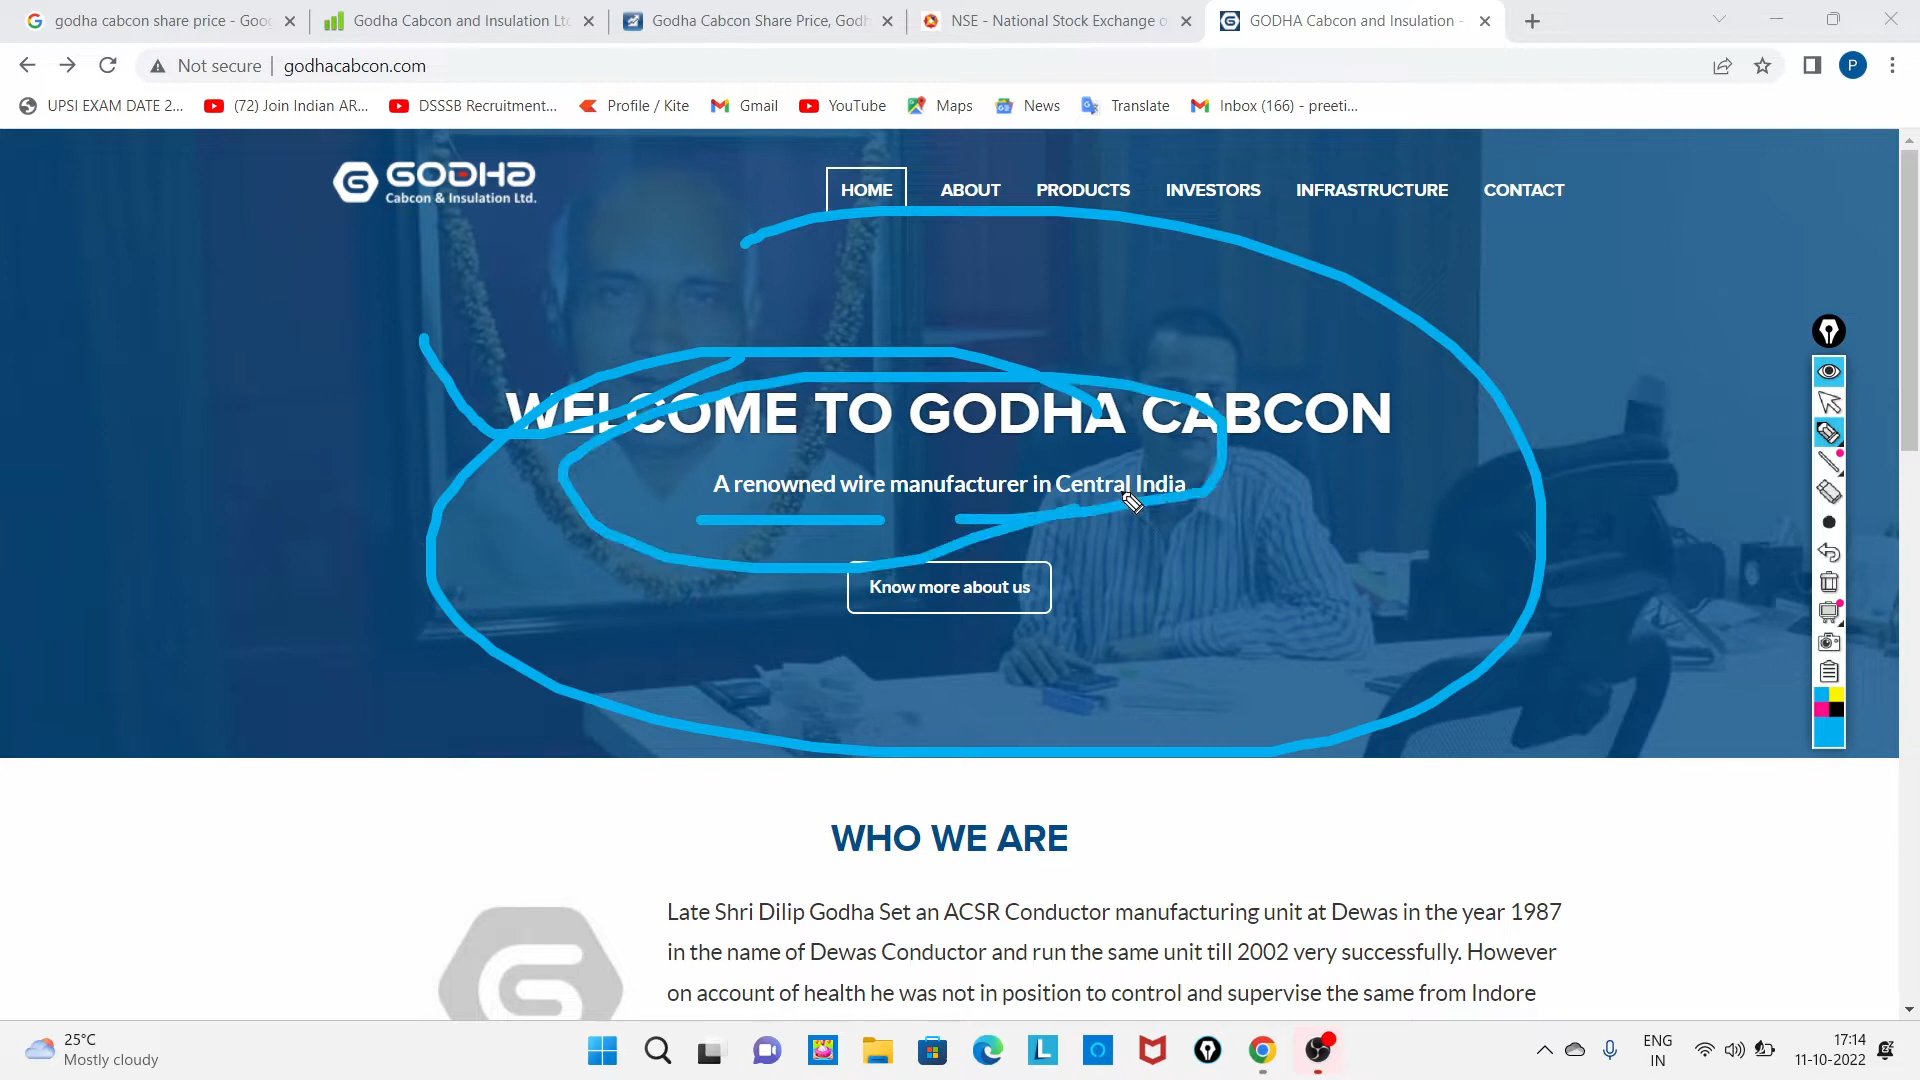 godha cabcon share price - Goog
Godha Cabcon and Insulation Ltd
Godha Cabcon Share Price, Godh
NSE - National Stock Exchange o
GODHA Cabcon and Insulation -
Not secure | godhacabcon.com
P
UPSI EXAM DATE 2...
(72) Join Indian AR...
DSSSB Recruitment...
Profile / Kite
Gmail
YouTube
Maps
News
Translate
Inbox (166) - preeti...
GODHA
Cabcon & Insulation Ltd.
HOME
ABOUT
PRODUCTS
INVESTORS
INFRASTRUCTURE
CONTACT
WELCOME TO GODHA CABCON
A renowned wire manufacturer in Central India
Know more about us
WHO WE ARE
Late Shri Dilip Godha Set an ACSR Conductor manufacturing unit at Dewas in the year 1987
in the name of Dewas Conductor and run the same unit till 2002 very successfully. However
on account of health he was not in position to control and supervise the same from Indore
25°C
Mostly cloudy
ENG
IN
17:14
11-10-2022